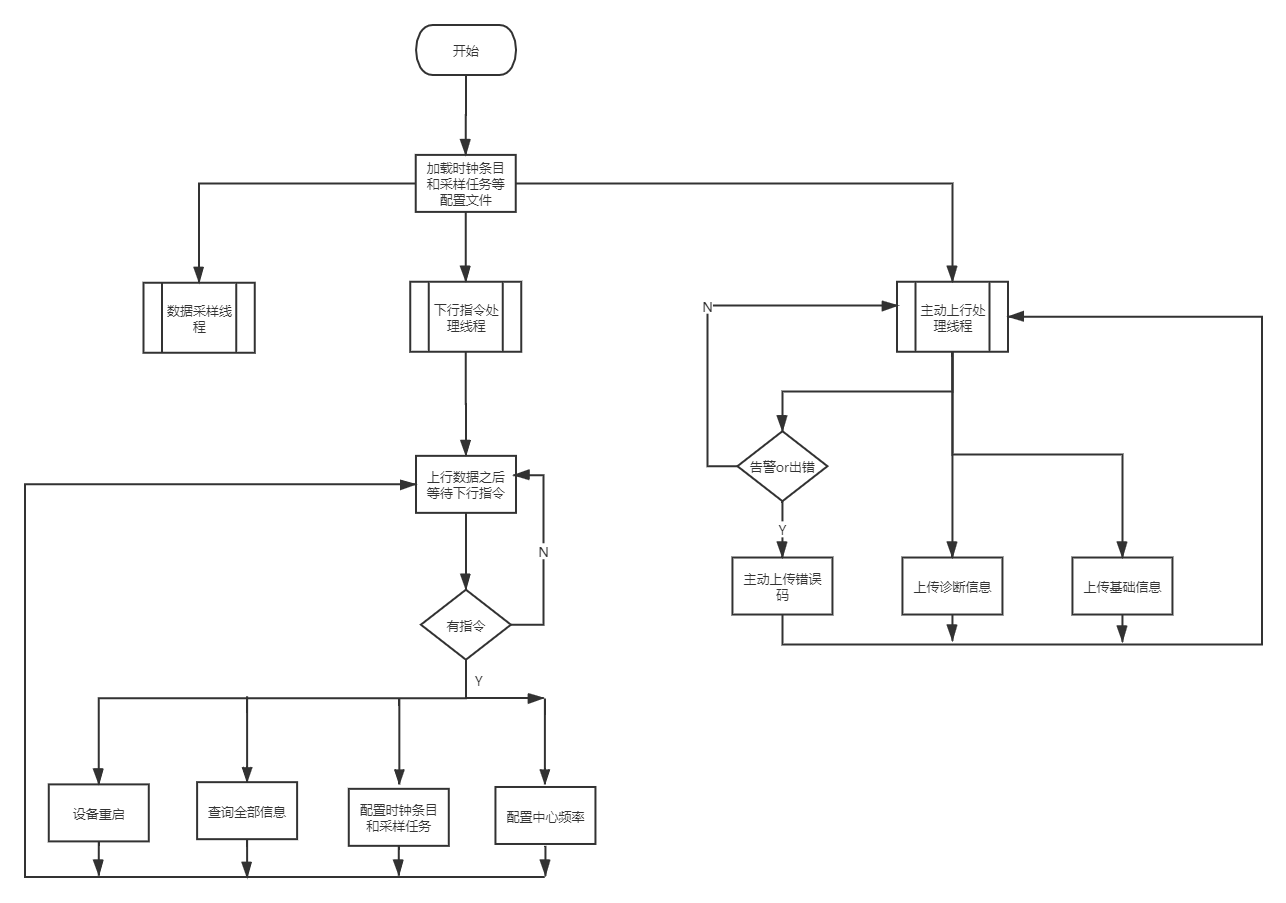 开始
加载时钟条目
和采样任务等
配置文件
数据采样线
程
下行指令处
理线程
主动上行处
理线程
N
告警or出错
Y
主动上传错误
码
上传诊断信息
上传基础信息
上行数据之后
等待下行指令
N
有指令
Y
设备重启
查询全部信息
配置时钟条目
和采样任务
配置中心频率